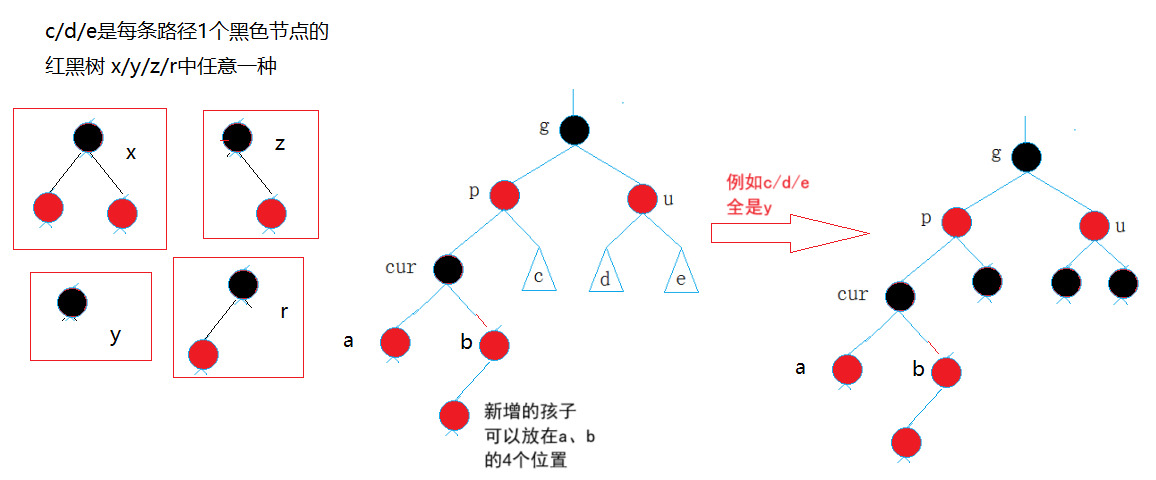 c/d/e是每条路径1个黑色节点的
红黑树 x/y/z/r中任意一种
x
z
y
r
g
p
u
cur
c
d
e
a
b
新增的孩子
可以放在a、b
的4个位置
例如c/d/e
全是y
g
p
u
cur
a
b